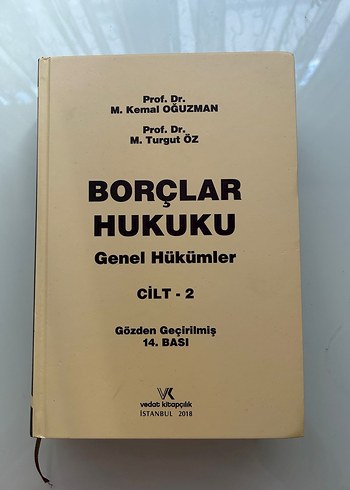 Prof. Dr.
M. Kemal OĞUZMAN
Prof. Dr.
M. Turgut ÖZ
BORÇLAR
HUKUKU
Genel Hükümler
CİLT - 2
Gözden Geçirilmiş
14. BASI
VK
vedat kitapçılık
İSTANBUL 2018